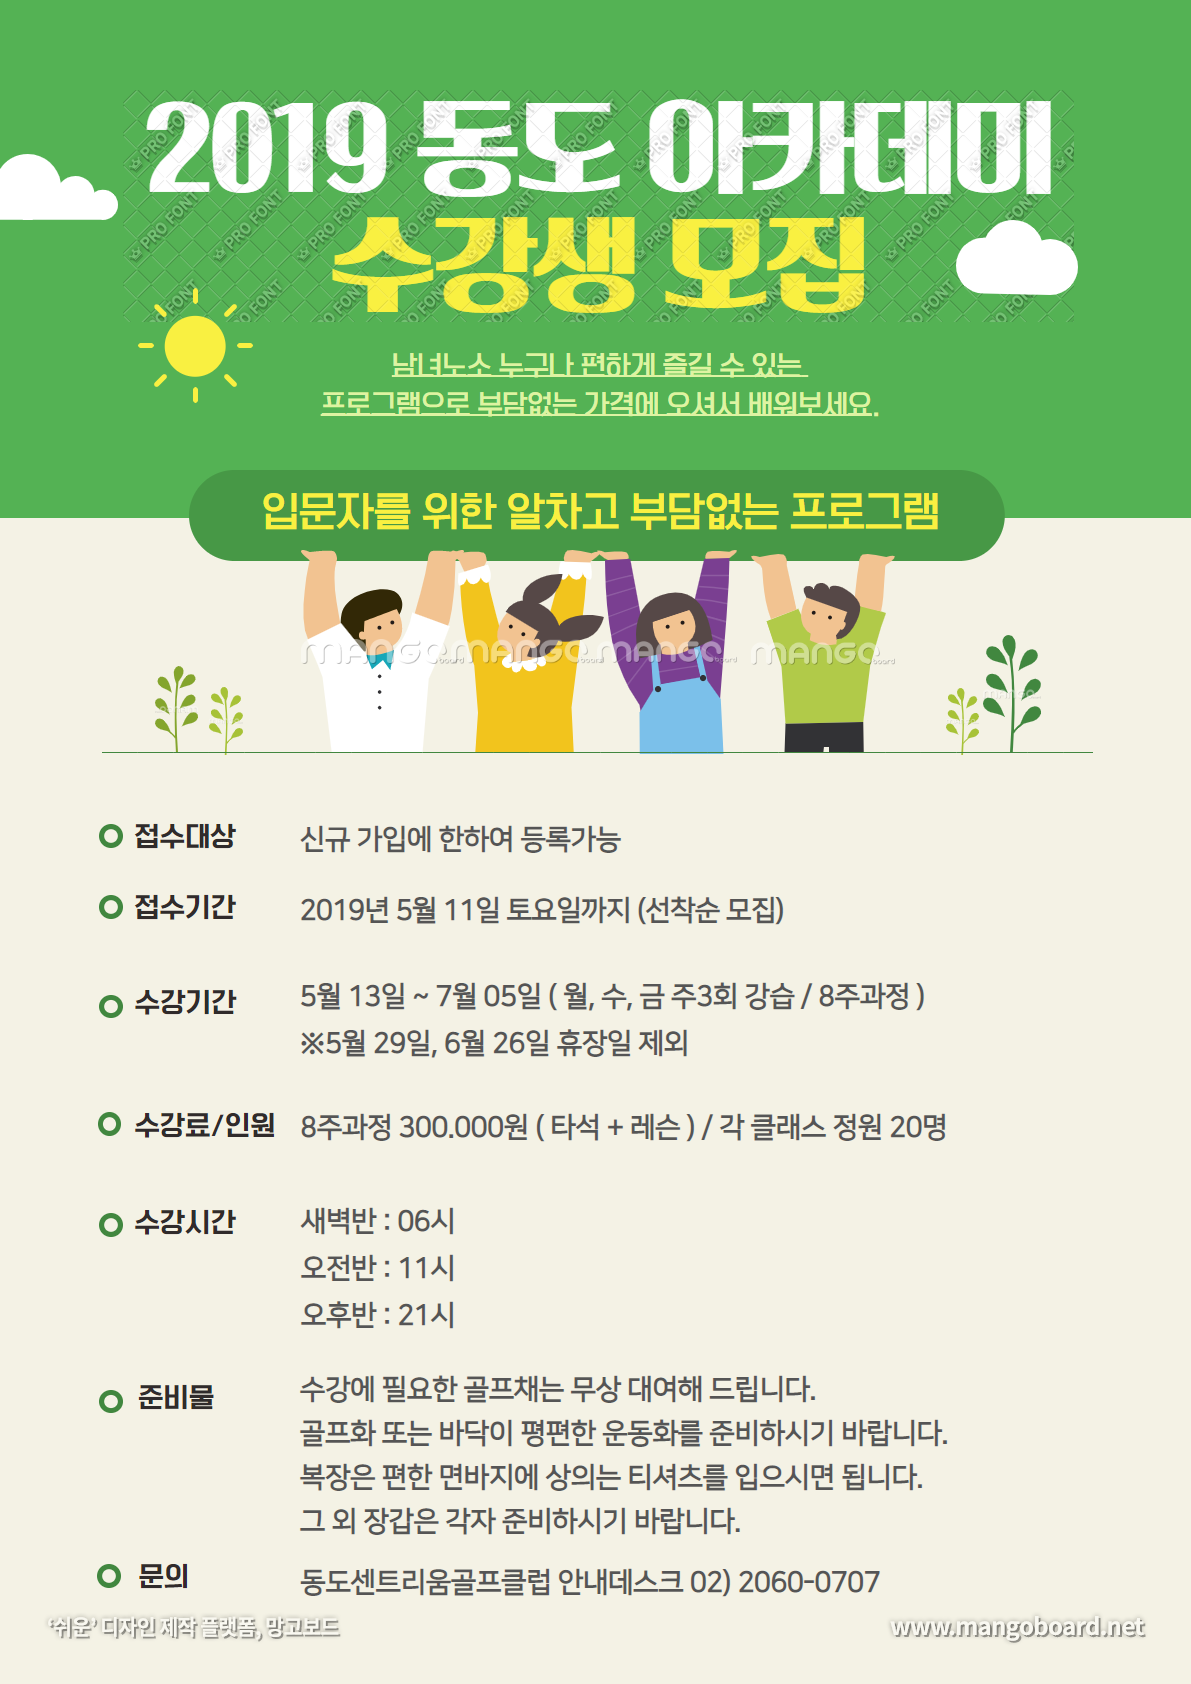 2019 동도 아카데미
수강생 모집
남녀노소 누구나 편하게 즐길 수 있는
프로그램으로 부담없는 가격에 오셔서 배워보세요.
입문자를 위한 알차고 부담없는 프로그램
접수대상 신규 가입에 한하여 등록가능
접수기간 2019년 5월 11일 토요일까지 (선착순 모집)
수강기간 5월 13일 ~ 7월 05일 ( 월, 수, 금 주3회 강습 / 8주과정 )
※5월 29일, 6월 26일 휴장일 제외
수강료/인원 8주과정 300.000원 ( 타석 + 레슨 ) / 각 클래스 정원 20명
수강시간 새벽반 : 06시
오전반 : 11시
오후반 : 21시
준비물 수강에 필요한 골프채는 무상 대여해 드립니다.
골프화 또는 바닥이 평편한 운동화를 준비하시기 바랍니다.
복장은 편한 면바지에 상의는 티셔츠를 입으시면 됩니다.
그 외 장갑은 각자 준비하시기 바랍니다.
문의 동도센트리움골프클럽 안내데스크 02) 2060-0707
'쉬운' 디자인 제작 플랫폼, 망고보드 www.mangoboard.net